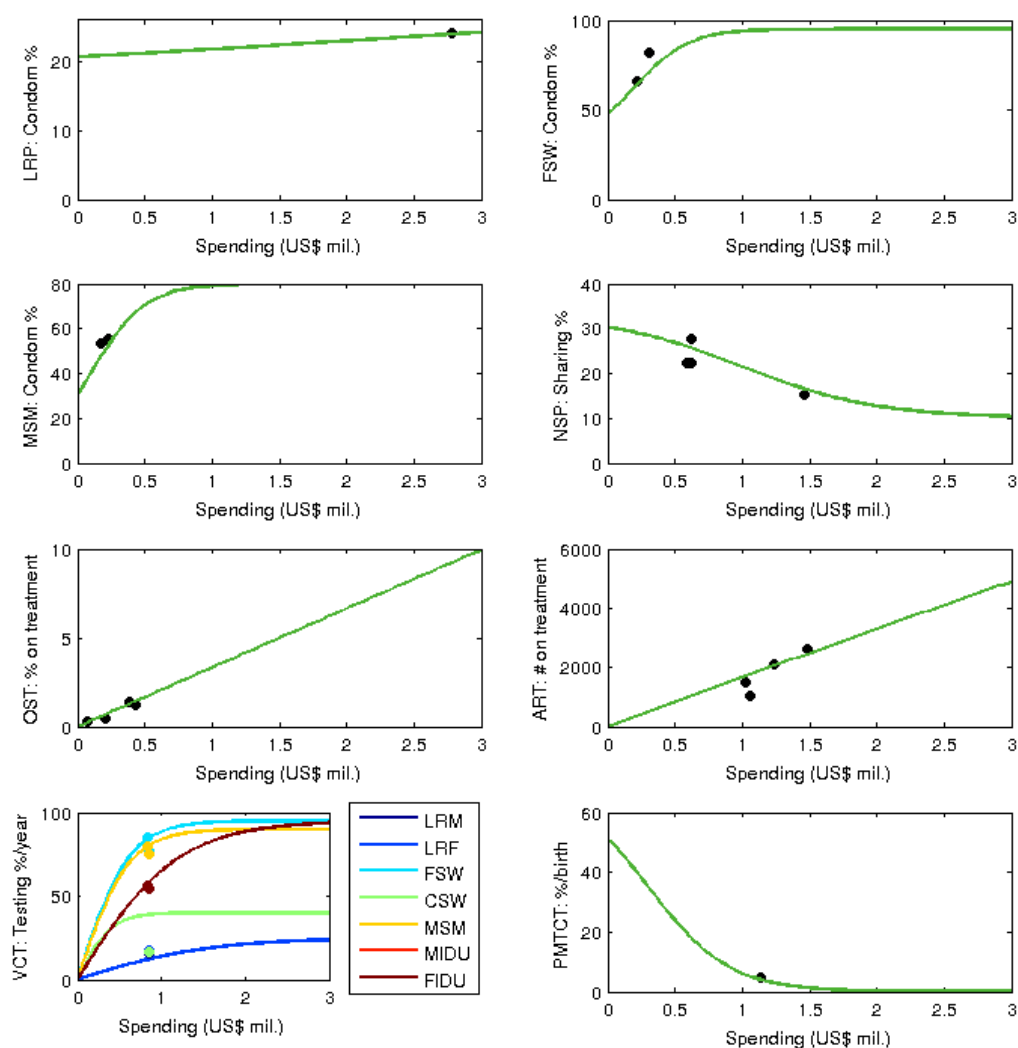 LRP: Condom %
20
10
0
0 0.5 1 1.5 2 2.5 3
Spending (US$ mil.)
FSW: Condom %
100
50
0
0 0.5 1 1.5 2 2.5 3
Spending (US$ mil.)
MSM: Condom %
80
60
40
20
0
0 0.5 1 1.5 2 2.5 3
Spending (US$ mil.)
NSP: Sharing %
40
30
20
10
0
0 0.5 1 1.5 2 2.5 3
Spending (US$ mil.)
OST: % on treatment
10
5
0
0 0.5 1 1.5 2 2.5 3
Spending (US$ mil.)
ART: # on treatment
6000
4000
2000
0
0 0.5 1 1.5 2 2.5 3
Spending (US$ mil.)
VCT: Testing %/year
100
50
0
0 1 2 3
Spending (US$ mil.)
LRM
LRF
FSW
CSW
MSM
MIDU
FIDU
PMTCT: %/birth
60
40
20
0
0 0.5 1 1.5 2 2.5 3
Spending (US$ mil.)